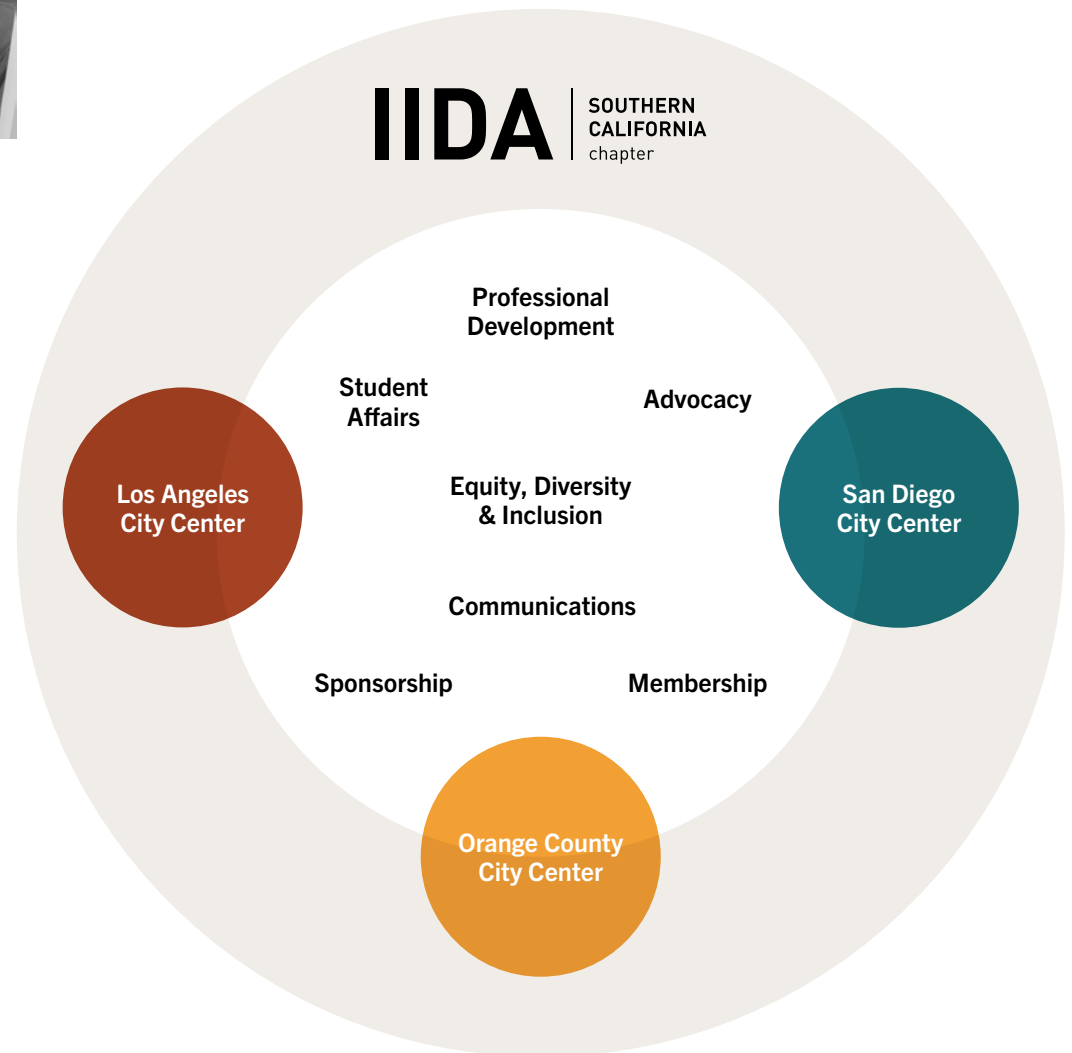 IIDA
SOUTHERN
CALIFORNIA
chapter
Professional
Development
Student
Affairs
Advocacy
Los Angeles
City Center
Equity, Diversity
& Inclusion
San Diego
City Center
Communications
Sponsorship
Membership
Orange County
City Center